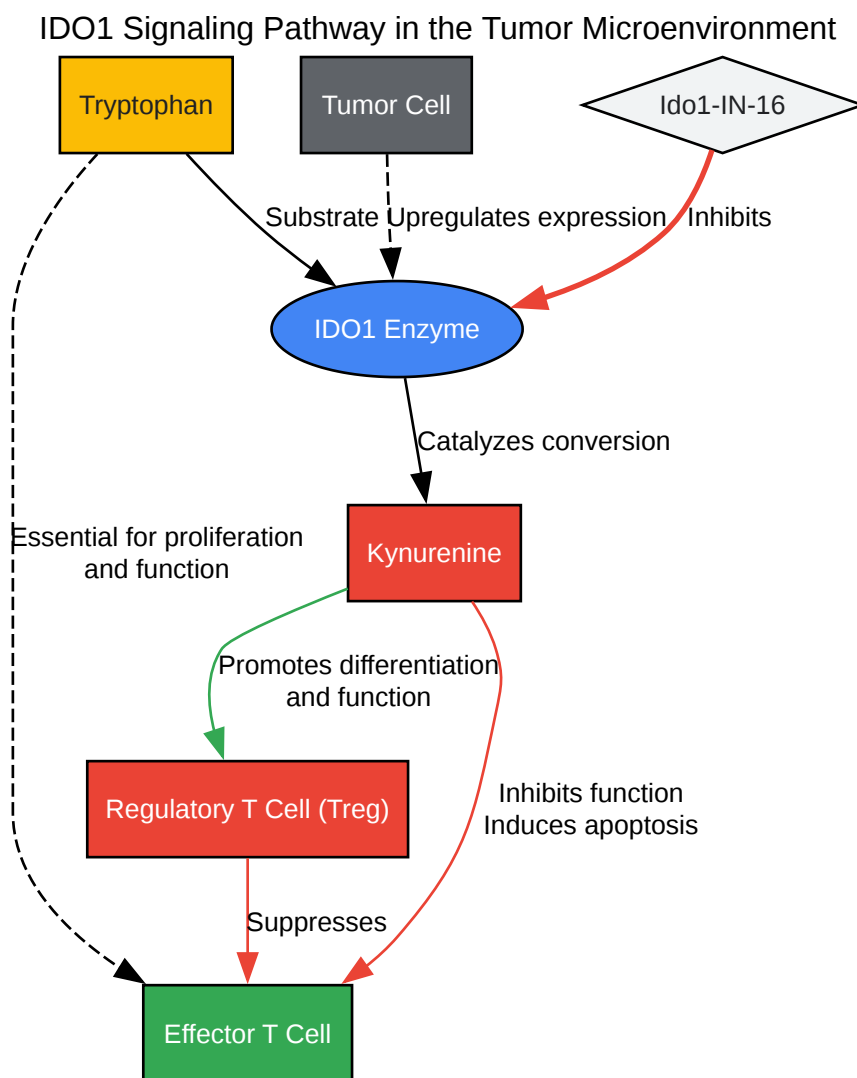 IDO1 Signaling Pathway in the Tumor Microenvironment
Tryptophan
Tumor Cell
Ido1-IN-16
Substrate
Upregulates expression
Inhibits
IDO1 Enzyme
Catalyzes conversion
Essential for proliferation
and function
Kynurenine
Promotes differentiation
and function
Regulatory T Cell (Treg)
Inhibits function
Induces apoptosis
Suppresses
Effector T Cell